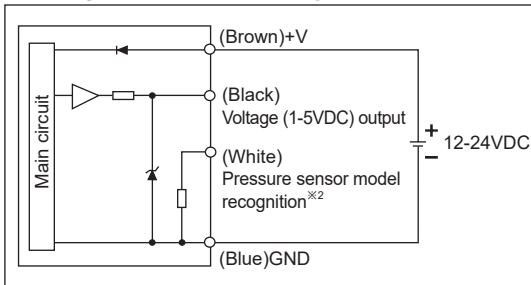 (Brown)+V
(Black)
Voltage (1-5VDC) output
(White)
Pressure sensor model
recognition※2
(Blue)GND
Main circuit
+
12-24VDC
−